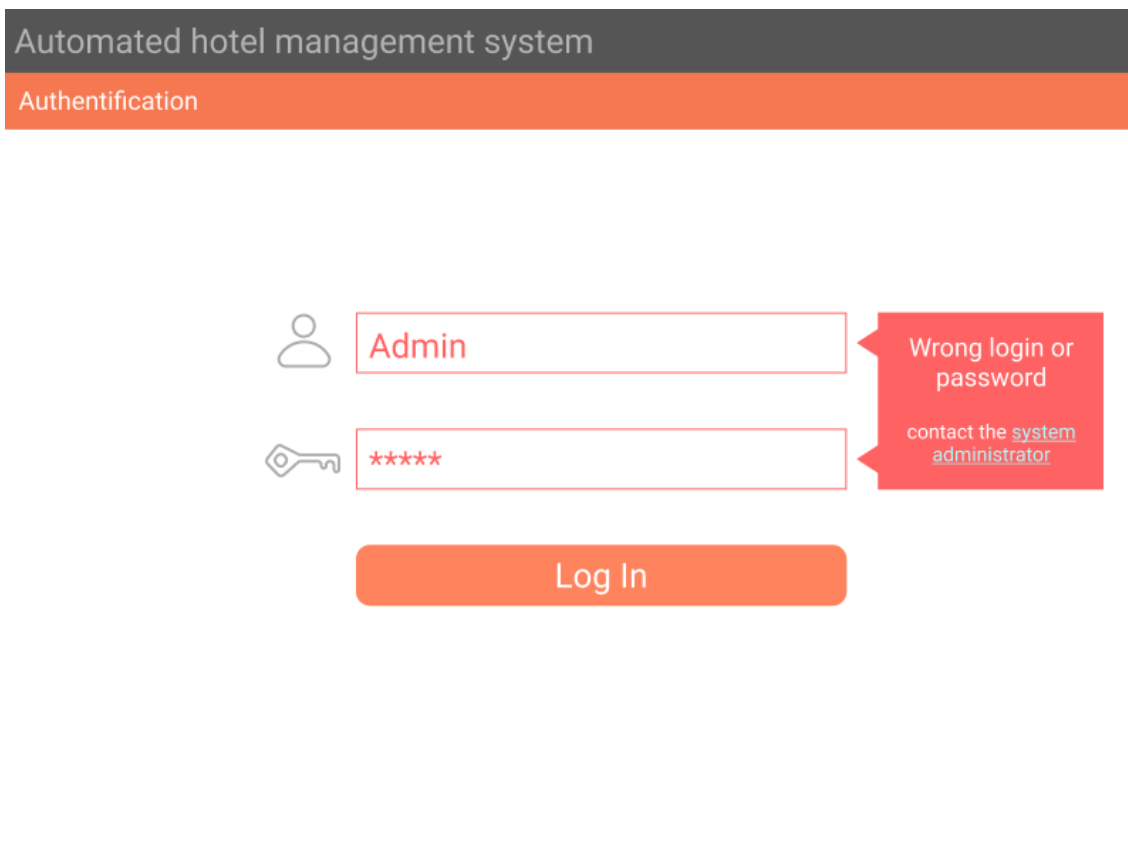 Automated hotel management system
Authentification
Admin
Wrong login or
password
*****
contact the system
administrator
Log In